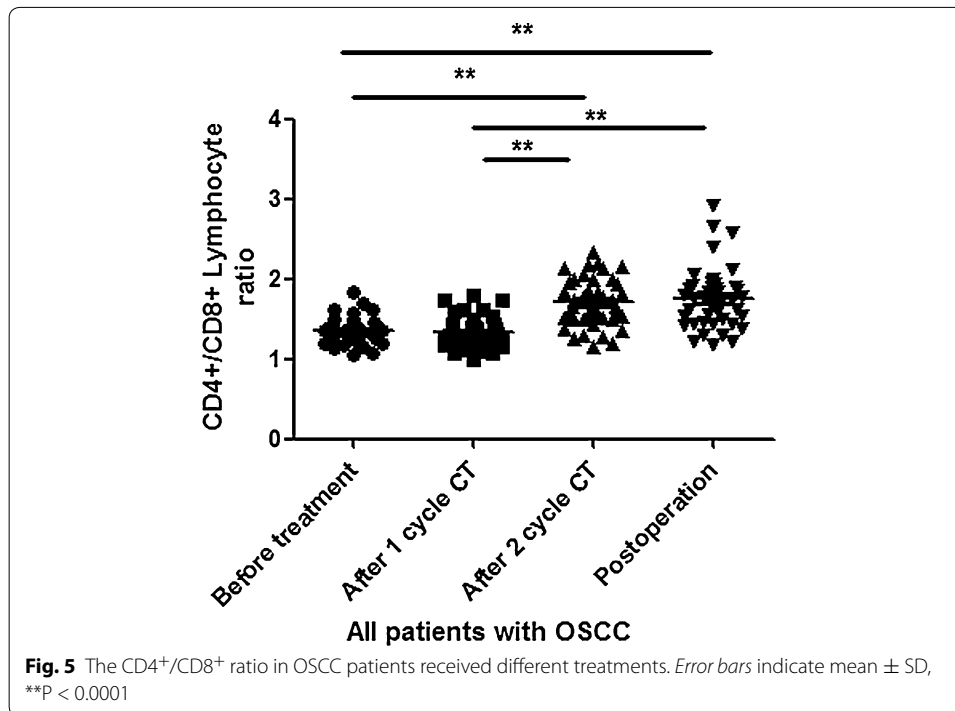 **
**
**
**
4
3
2
1
0
CD4+/CD8+ Lymphocyte
ratio
Before treatment
After 1 cycle CT
After 2 cycle CT
Postoperation
All patients with OSCC
Fig. 5 The CD4⁺/CD8⁺ ratio in OSCC patients received different treatments. Error bars indicate mean ± SD,
**P < 0.0001